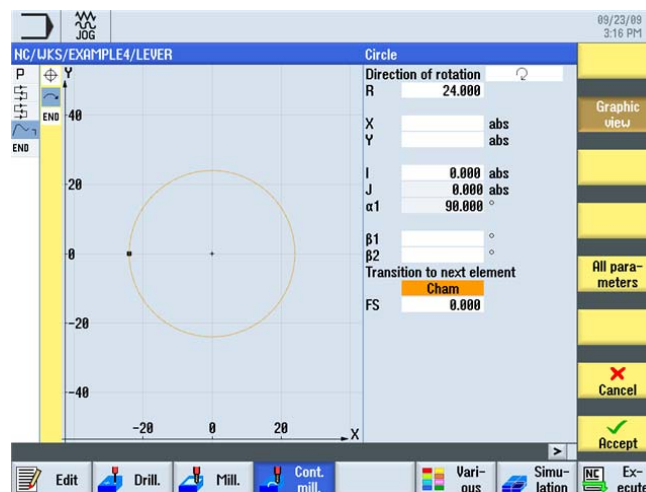 JOG
09/23/09
3:16 PM
NC/WKS/EXAMPLE4/LEVER
Circle
P
END
END
Y
40
20
0
-20
-40
-20
0
20
X
Direction of rotation
R 24.000
X abs
Y abs
I 0.000 abs
J 0.000 abs
α1 90.000 °
β1 °
β2 °
Transition to next element
Cham
FS 0.000
Graphic
view
All para-
meters
Cancel
Accept
>
Edit
Drill.
Mill.
Cont.
mill.
Vari-
ous
Simu-
lation
NC
Ex-
ecute